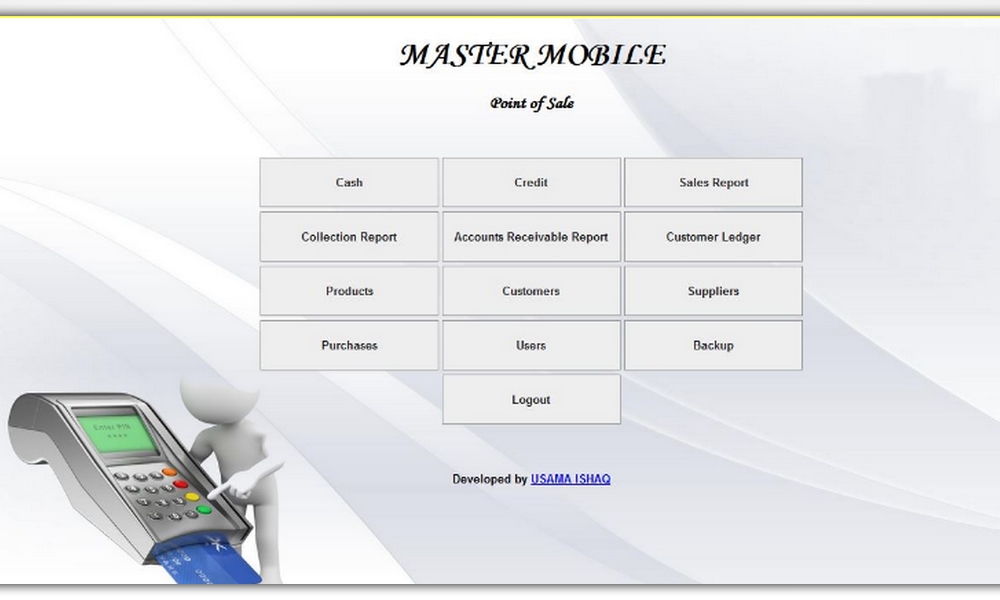 MASTER MOBILE
Point of Sale
Cash Credit Sales Report
Collection Report Accounts Receivable Report Customer Ledger
Products Customers Suppliers
Purchases Users Backup
Logout
Developed by USAMA ISHAQ
Enter PIN
****